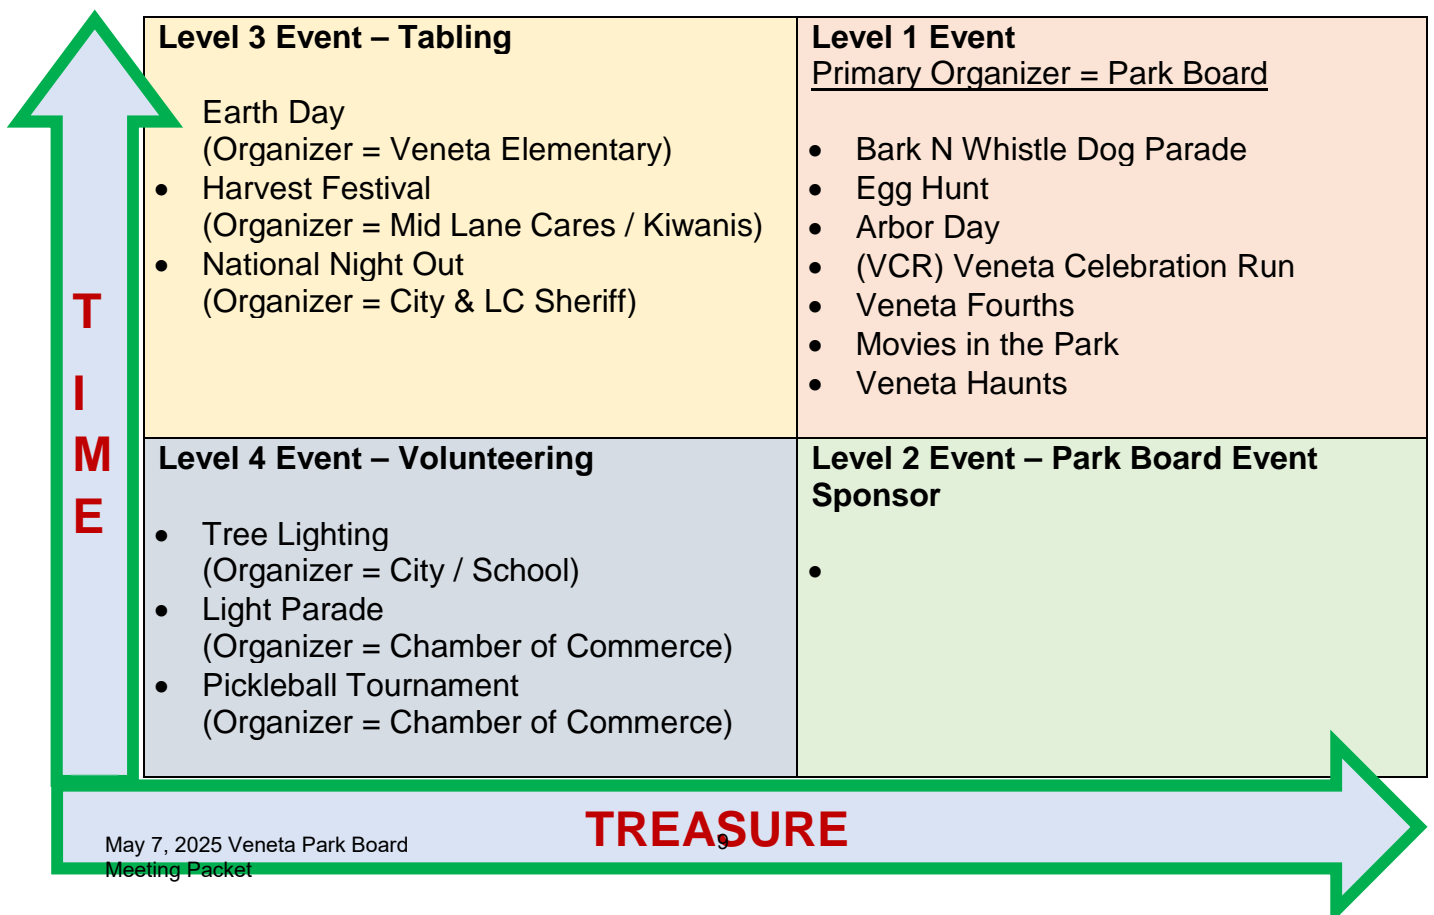 Level 3 Event – Tabling
Earth Day
(Organizer = Veneta Elementary)
• Harvest Festival
(Organizer = Mid Lane Cares / Kiwanis)
• National Night Out
(Organizer = City & LC Sheriff)
Level 1 Event
Primary Organizer = Park Board
• Bark N Whistle Dog Parade
• Egg Hunt
• Arbor Day
• (VCR) Veneta Celebration Run
• Veneta Fourths
• Movies in the Park
• Veneta Haunts
T
I
M
E
Level 4 Event – Volunteering
• Tree Lighting
(Organizer = City / School)
• Light Parade
(Organizer = Chamber of Commerce)
• Pickleball Tournament
(Organizer = Chamber of Commerce)
Level 2 Event – Park Board Event
Sponsor
•
TREASURE
May 7, 2025 Veneta Park Board
Meeting Packet
9